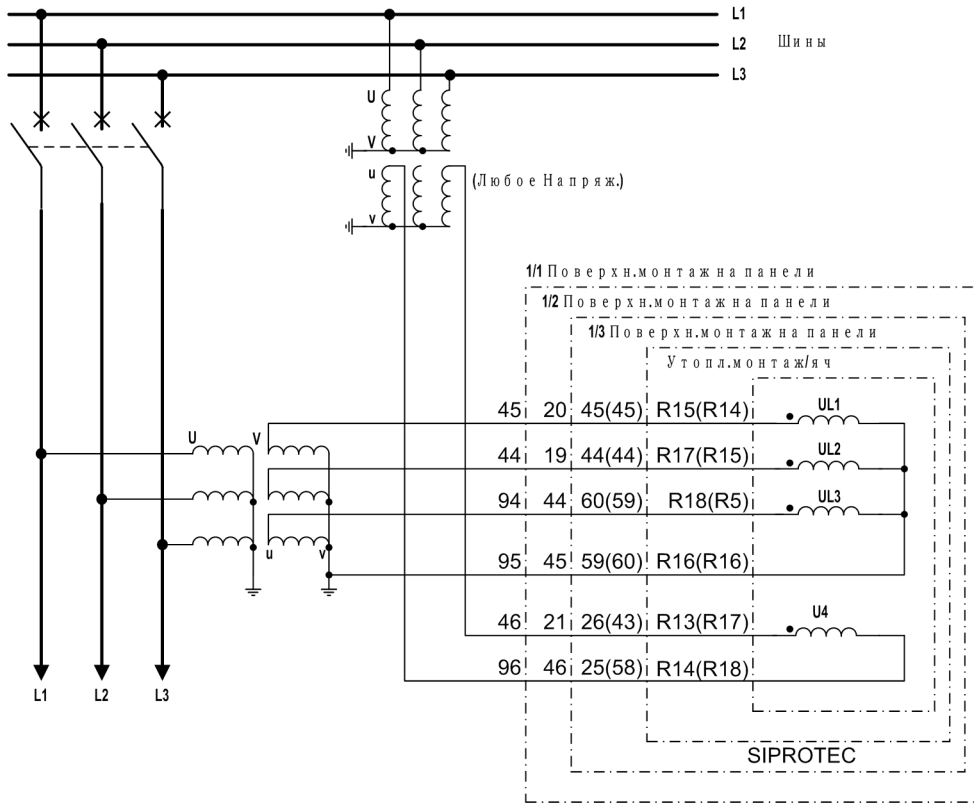 L1
L2 Шины
L3
U
V
u
(Любое Напряж.)
v
1/1 Поверхн.монтаж на панели
1/2 Поверхн.монтаж на панели
1/3 Поверхн.монтаж на панели
Утопл.монтаж/яч
45 20 45(45) R15(R14) UL1
U V
44 19 44(44) R17(R15) UL2
94 44 60(59) R18(R5) UL3
u v
95 45 59(60) R16(R16)
46 21 26(43) R13(R17) U4
96 46 25(58) R14(R18)
L1 L2 L3
SIPROTEC